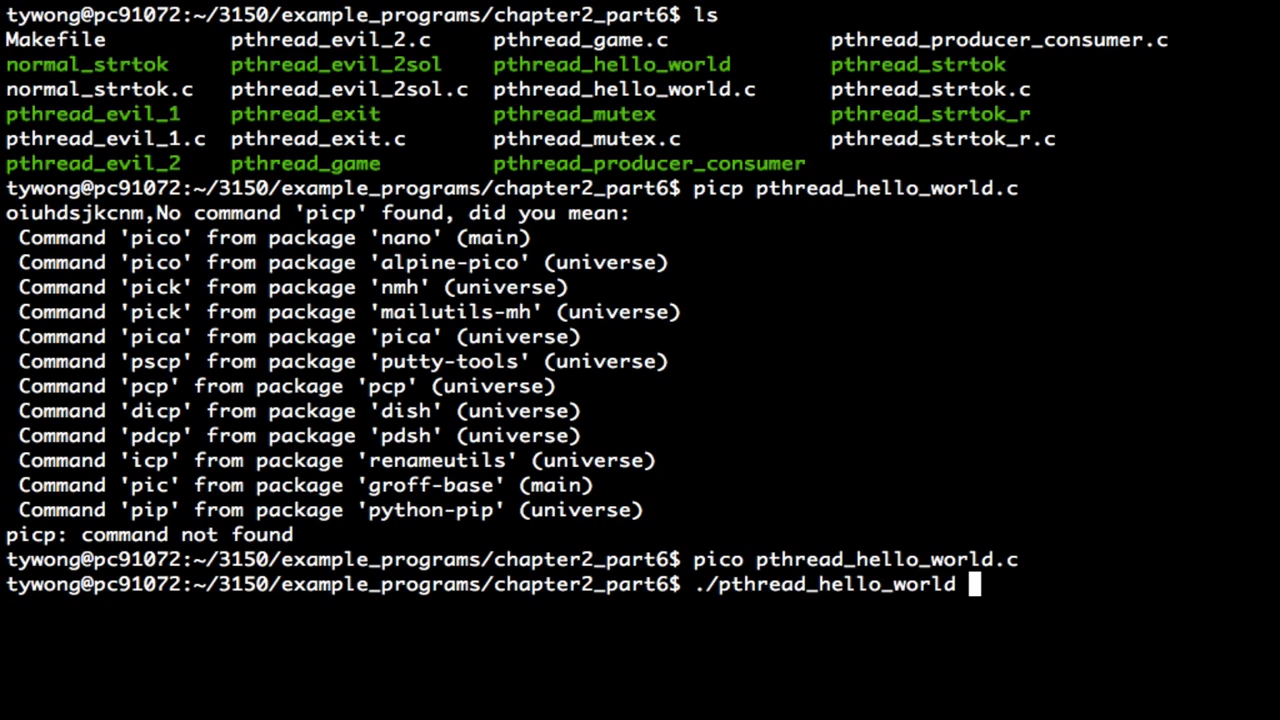 tywong@pc91072:~/3150/example_programs/chapter2_part6$ ls
Makefile pthread_evil_2.c pthread_game.c pthread_producer_consumer.c
normal_strtok pthread_evil_2sol pthread_hello_world pthread_strtok
normal_strtok.c pthread_evil_2sol.c pthread_hello_world.c pthread_strtok.c
pthread_evil_1 pthread_exit pthread_mutex pthread_strtok_r
pthread_evil_1.c pthread_exit.c pthread_mutex.c pthread_strtok_r.c
pthread_evil_2 pthread_game pthread_producer_consumer
tywong@pc91072:~/3150/example_programs/chapter2_part6$ picp pthread_hello_world.c
oiuhdsjkcnm,No command 'picp' found, did you mean:
Command 'pico' from package 'nano' (main)
Command 'pico' from package 'alpine-pico' (universe)
Command 'pick' from package 'nmh' (universe)
Command 'pick' from package 'mailutils-mh' (universe)
Command 'pica' from package 'pica' (universe)
Command 'pscp' from package 'putty-tools' (universe)
Command 'pcp' from package 'pcp' (universe)
Command 'dicp' from package 'dish' (universe)
Command 'pdcp' from package 'pdsh' (universe)
Command 'icp' from package 'renameutils' (universe)
Command 'pic' from package 'groff-base' (main)
Command 'pip' from package 'python-pip' (universe)
picp: command not found
tywong@pc91072:~/3150/example_programs/chapter2_part6$ pico pthread_hello_world.c
tywong@pc91072:~/3150/example_programs/chapter2_part6$ ./pthread_hello_world